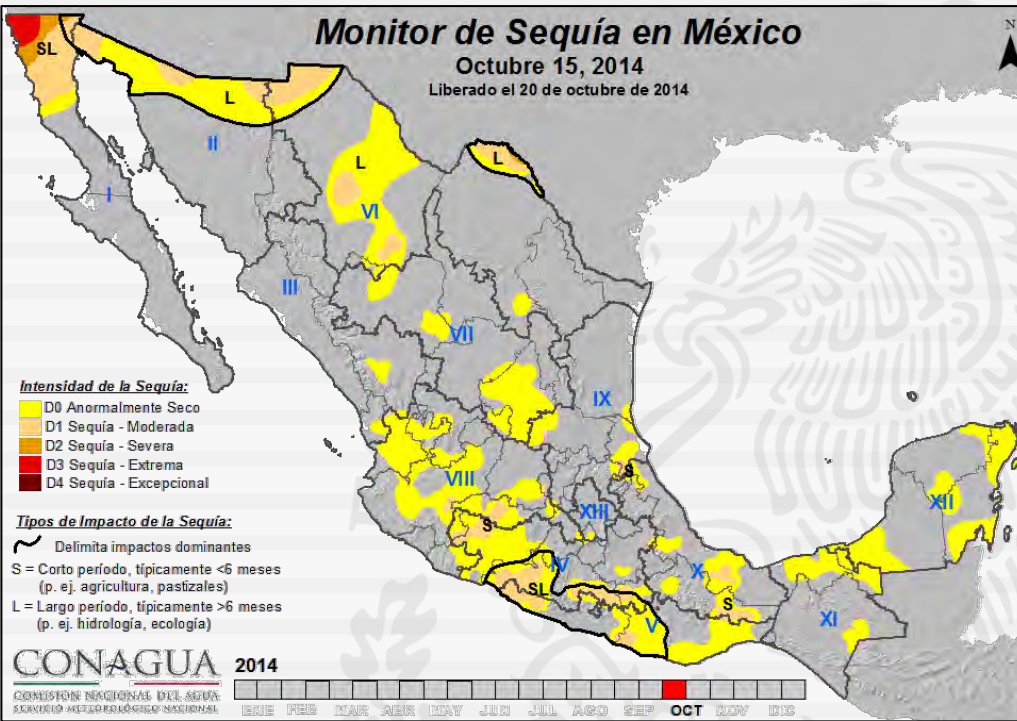 Monitor de Sequía en México
Octubre 15, 2014
Liberado el 20 de octubre de 2014
N
SL
L
L
L
II
I
VI
III
VII
IX
S
VIII
XIII
XII
S
IV
X
SL
S
V
XI
Intensidad de la Sequía:
D0 Anormalmente Seco
D1 Sequía - Moderada
D2 Sequía - Severa
D3 Sequía - Extrema
D4 Sequía - Excepcional
Tipos de Impacto de la Sequía:
Delimita impactos dominantes
S = Corto período, típicamente <6 meses
(p. ej. agricultura, pastizales)
L = Largo período, típicamente >6 meses
(p. ej. hidrología, ecología)
CONAGUA
COMISIÓN NACIONAL DEL AGUA
SERVICIO METEOROLÓGICO NACIONAL
2014
ENE FEB MAR ABR MAY JUN JUL AGO SEP OCT NOV DIC